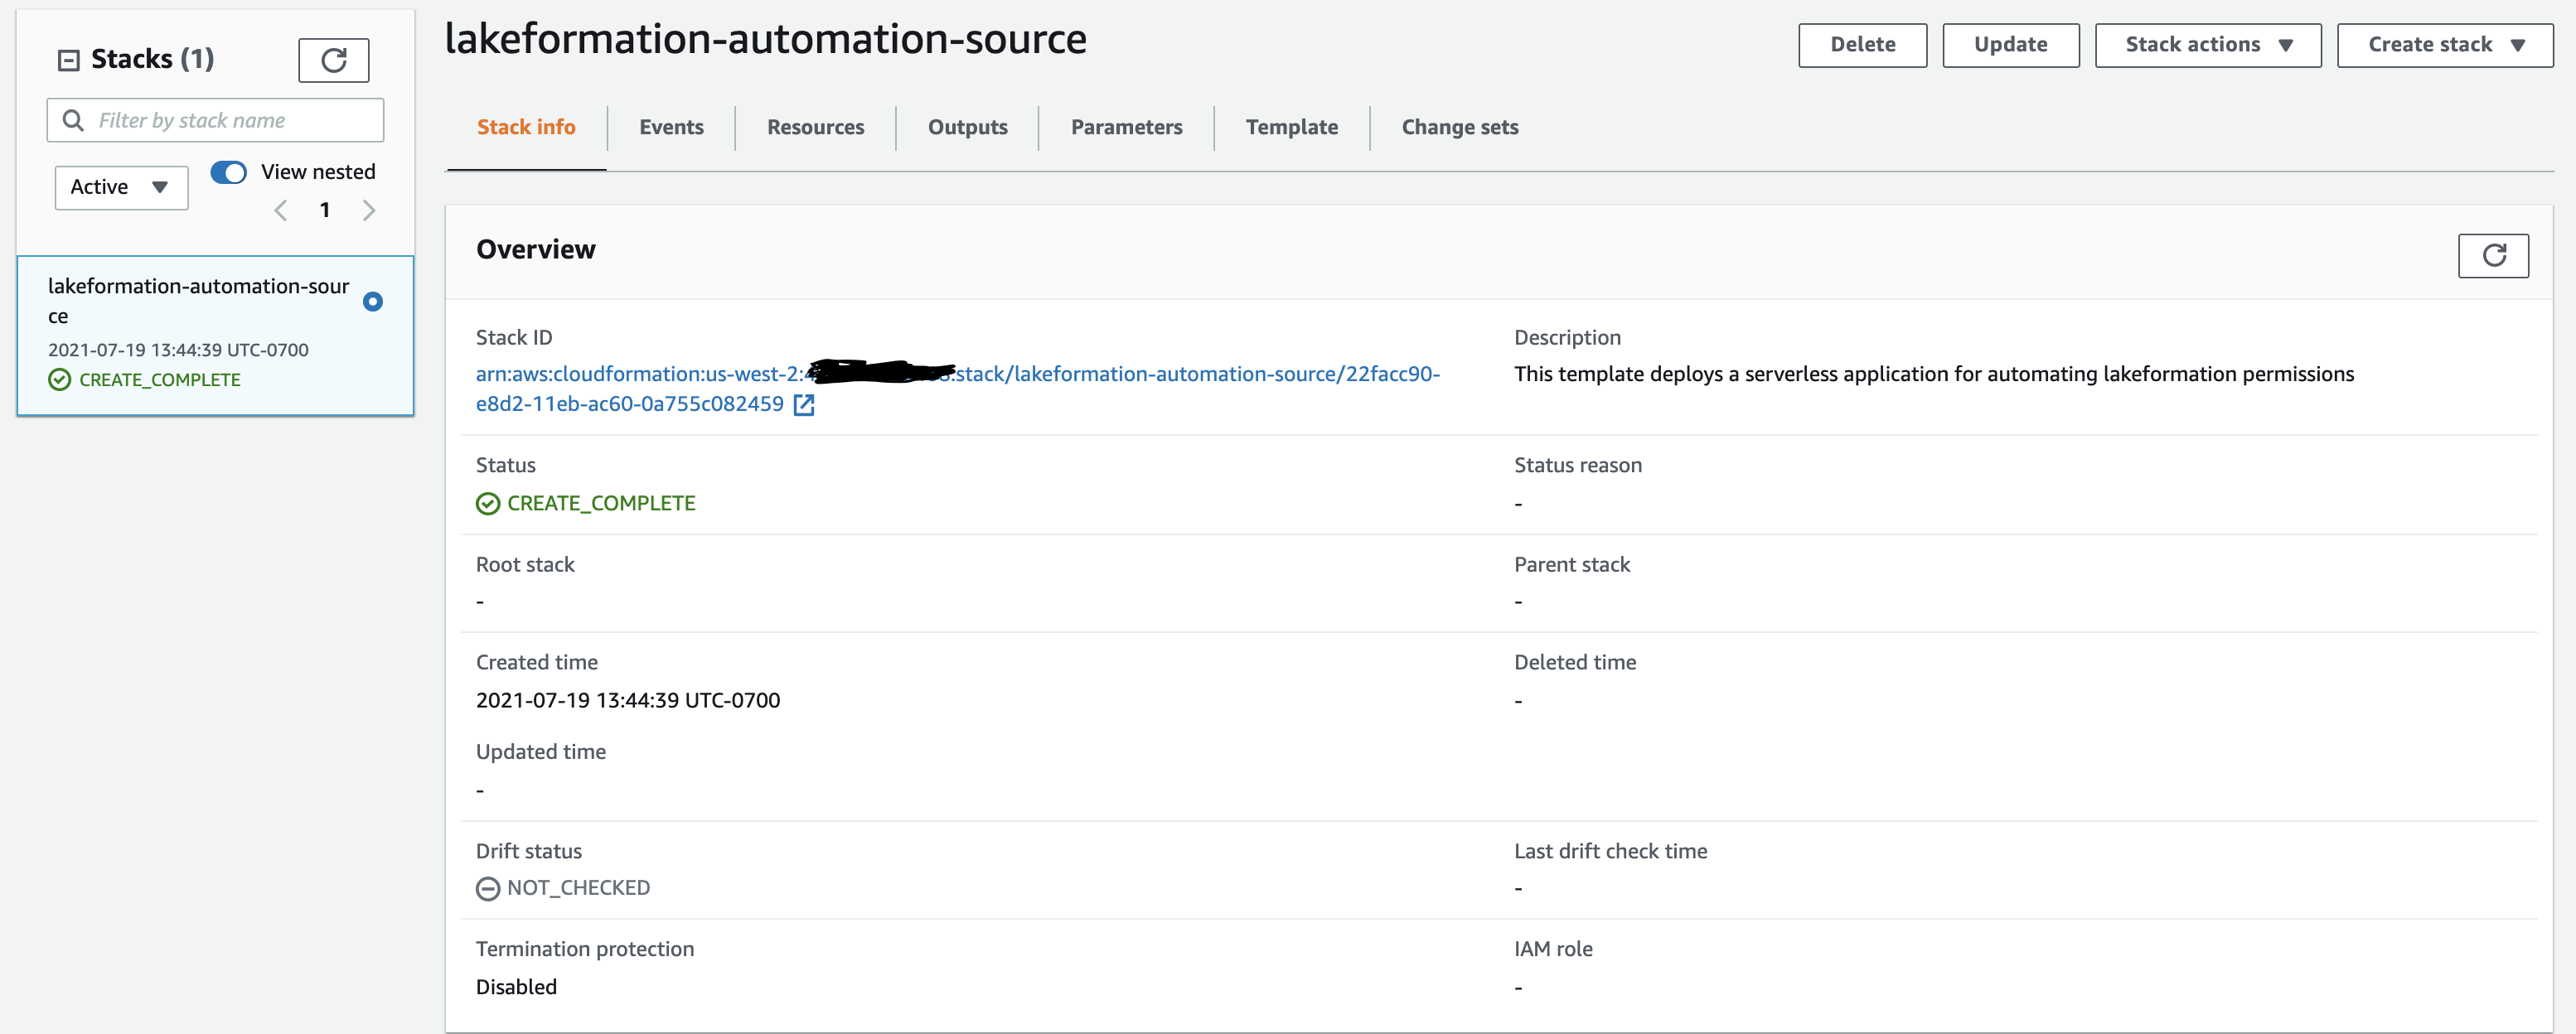 Stacks (1)
Filter by stack name
Active
View nested
1
lakeformation-automation-sour
ce
2021-07-19 13:44:39 UTC-0700
CREATE_COMPLETE
lakeformation-automation-source
Delete
Update
Stack actions
Create stack
Stack info
Events
Resources
Outputs
Parameters
Template
Change sets
Overview
Stack ID
arn:aws:cloudformation:us-west-2: :stack/lakeformation-automation-source/22facc90-
e8d2-11eb-ac60-0a755c082459
Description
This template deploys a serverless application for automating lakeformation permissions
Status
CREATE_COMPLETE
Status reason
-
Root stack
-
Parent stack
-
Created time
2021-07-19 13:44:39 UTC-0700
Deleted time
-
Updated time
-
Drift status
NOT_CHECKED
Last drift check time
-
Termination protection
Disabled
IAM role
-